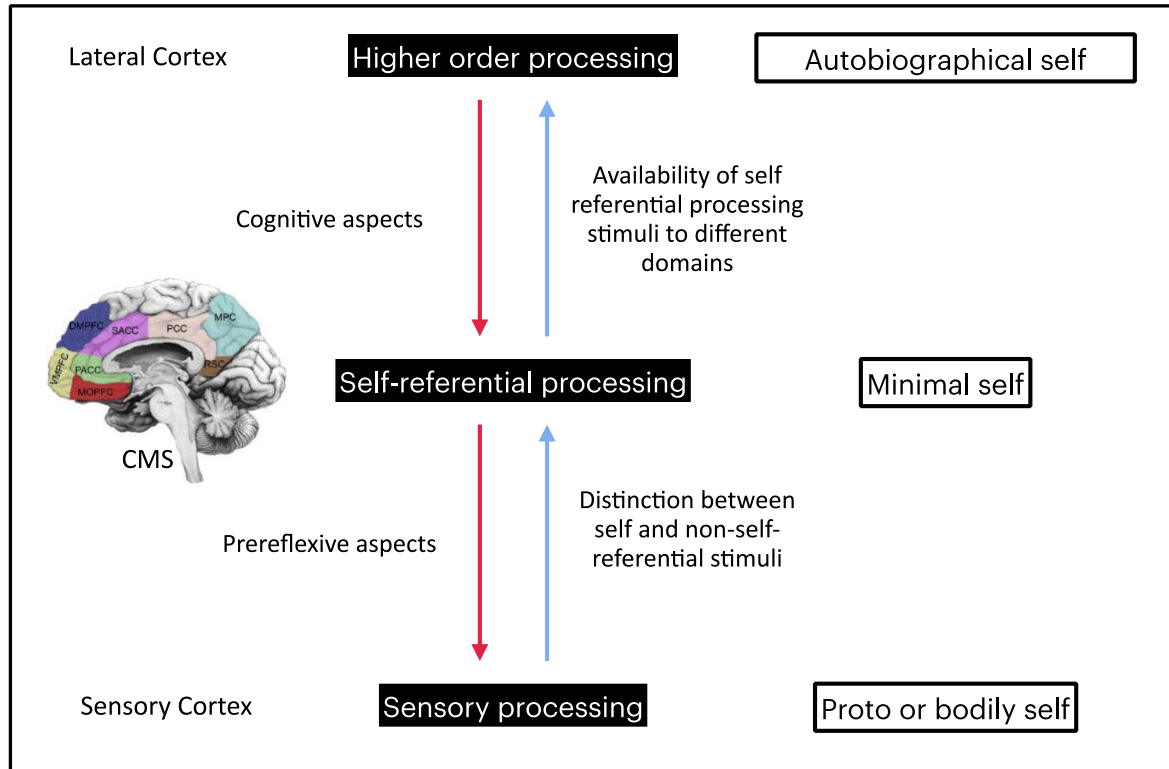 Lateral Cortex
Higher order processing
Autobiographical self
Cognitive aspects
Availability of self
referential processing
stimuli to different
domains
DMPFC
SACC
PCC
MPC
VMPFC
PACC
RSC
MOPFC
CMS
Self-referential processing
Minimal self
Prereflexive aspects
Distinction between
self and non-self-
referential stimuli
Sensory Cortex
Sensory processing
Proto or bodily self